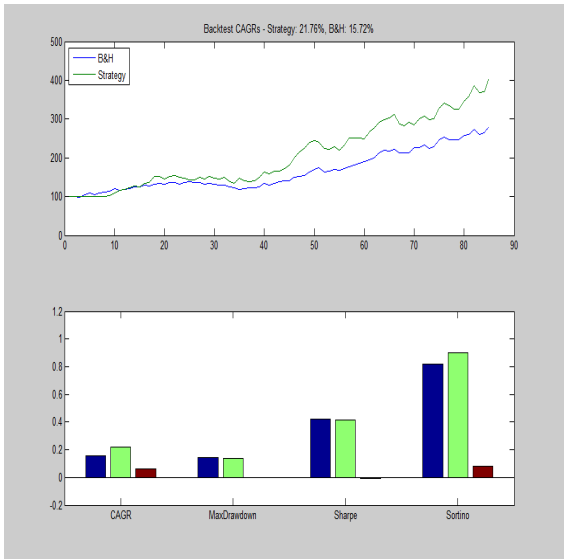 Backtest CAGRs - Strategy: 21.76%, B&H: 15.72%
500
400
300
200
100
0
B&H
Strategy
0 10 20 30 40 50 60 70 80 90
1.2
1
0.8
0.6
0.4
0.2
0
-0.2
CAGR MaxDrawdown Sharpe Sortino